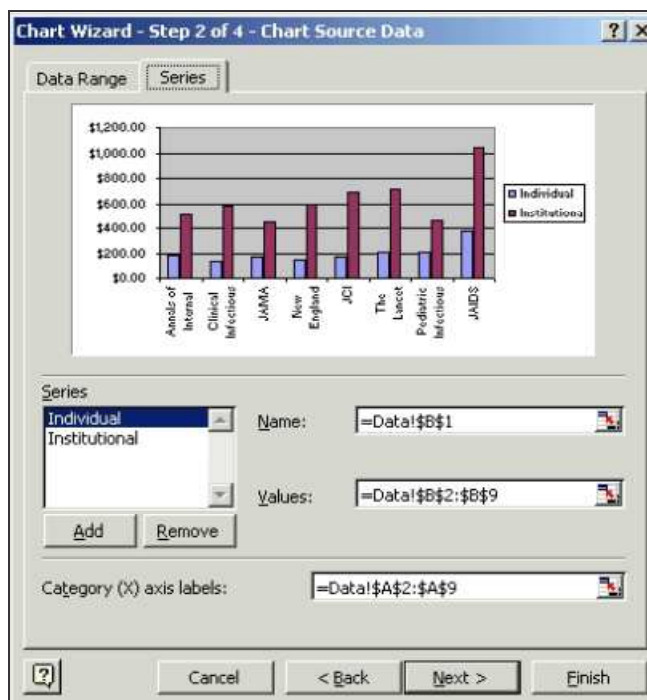 Chart Wizard - Step 2 of 4 - Chart Source Data
Data Range
Series
$1,200.00
$1,000.00
$800.00
$600.00
$400.00
$200.00
$0.00
Annals of
Internal
Clinical
Infectious
JAMA
New
England
JCI
The
Lancet
Pediatric
Infectious
JAIDS
Individual
Institutiona
Series
Individual
Institutional
Name:
=Data!$B$1
Values:
=Data!$B$2:$B$9
Add
Remove
Category (X) axis labels:
=Data!$A$2:$A$9
Cancel
< Back
Next >
Finish